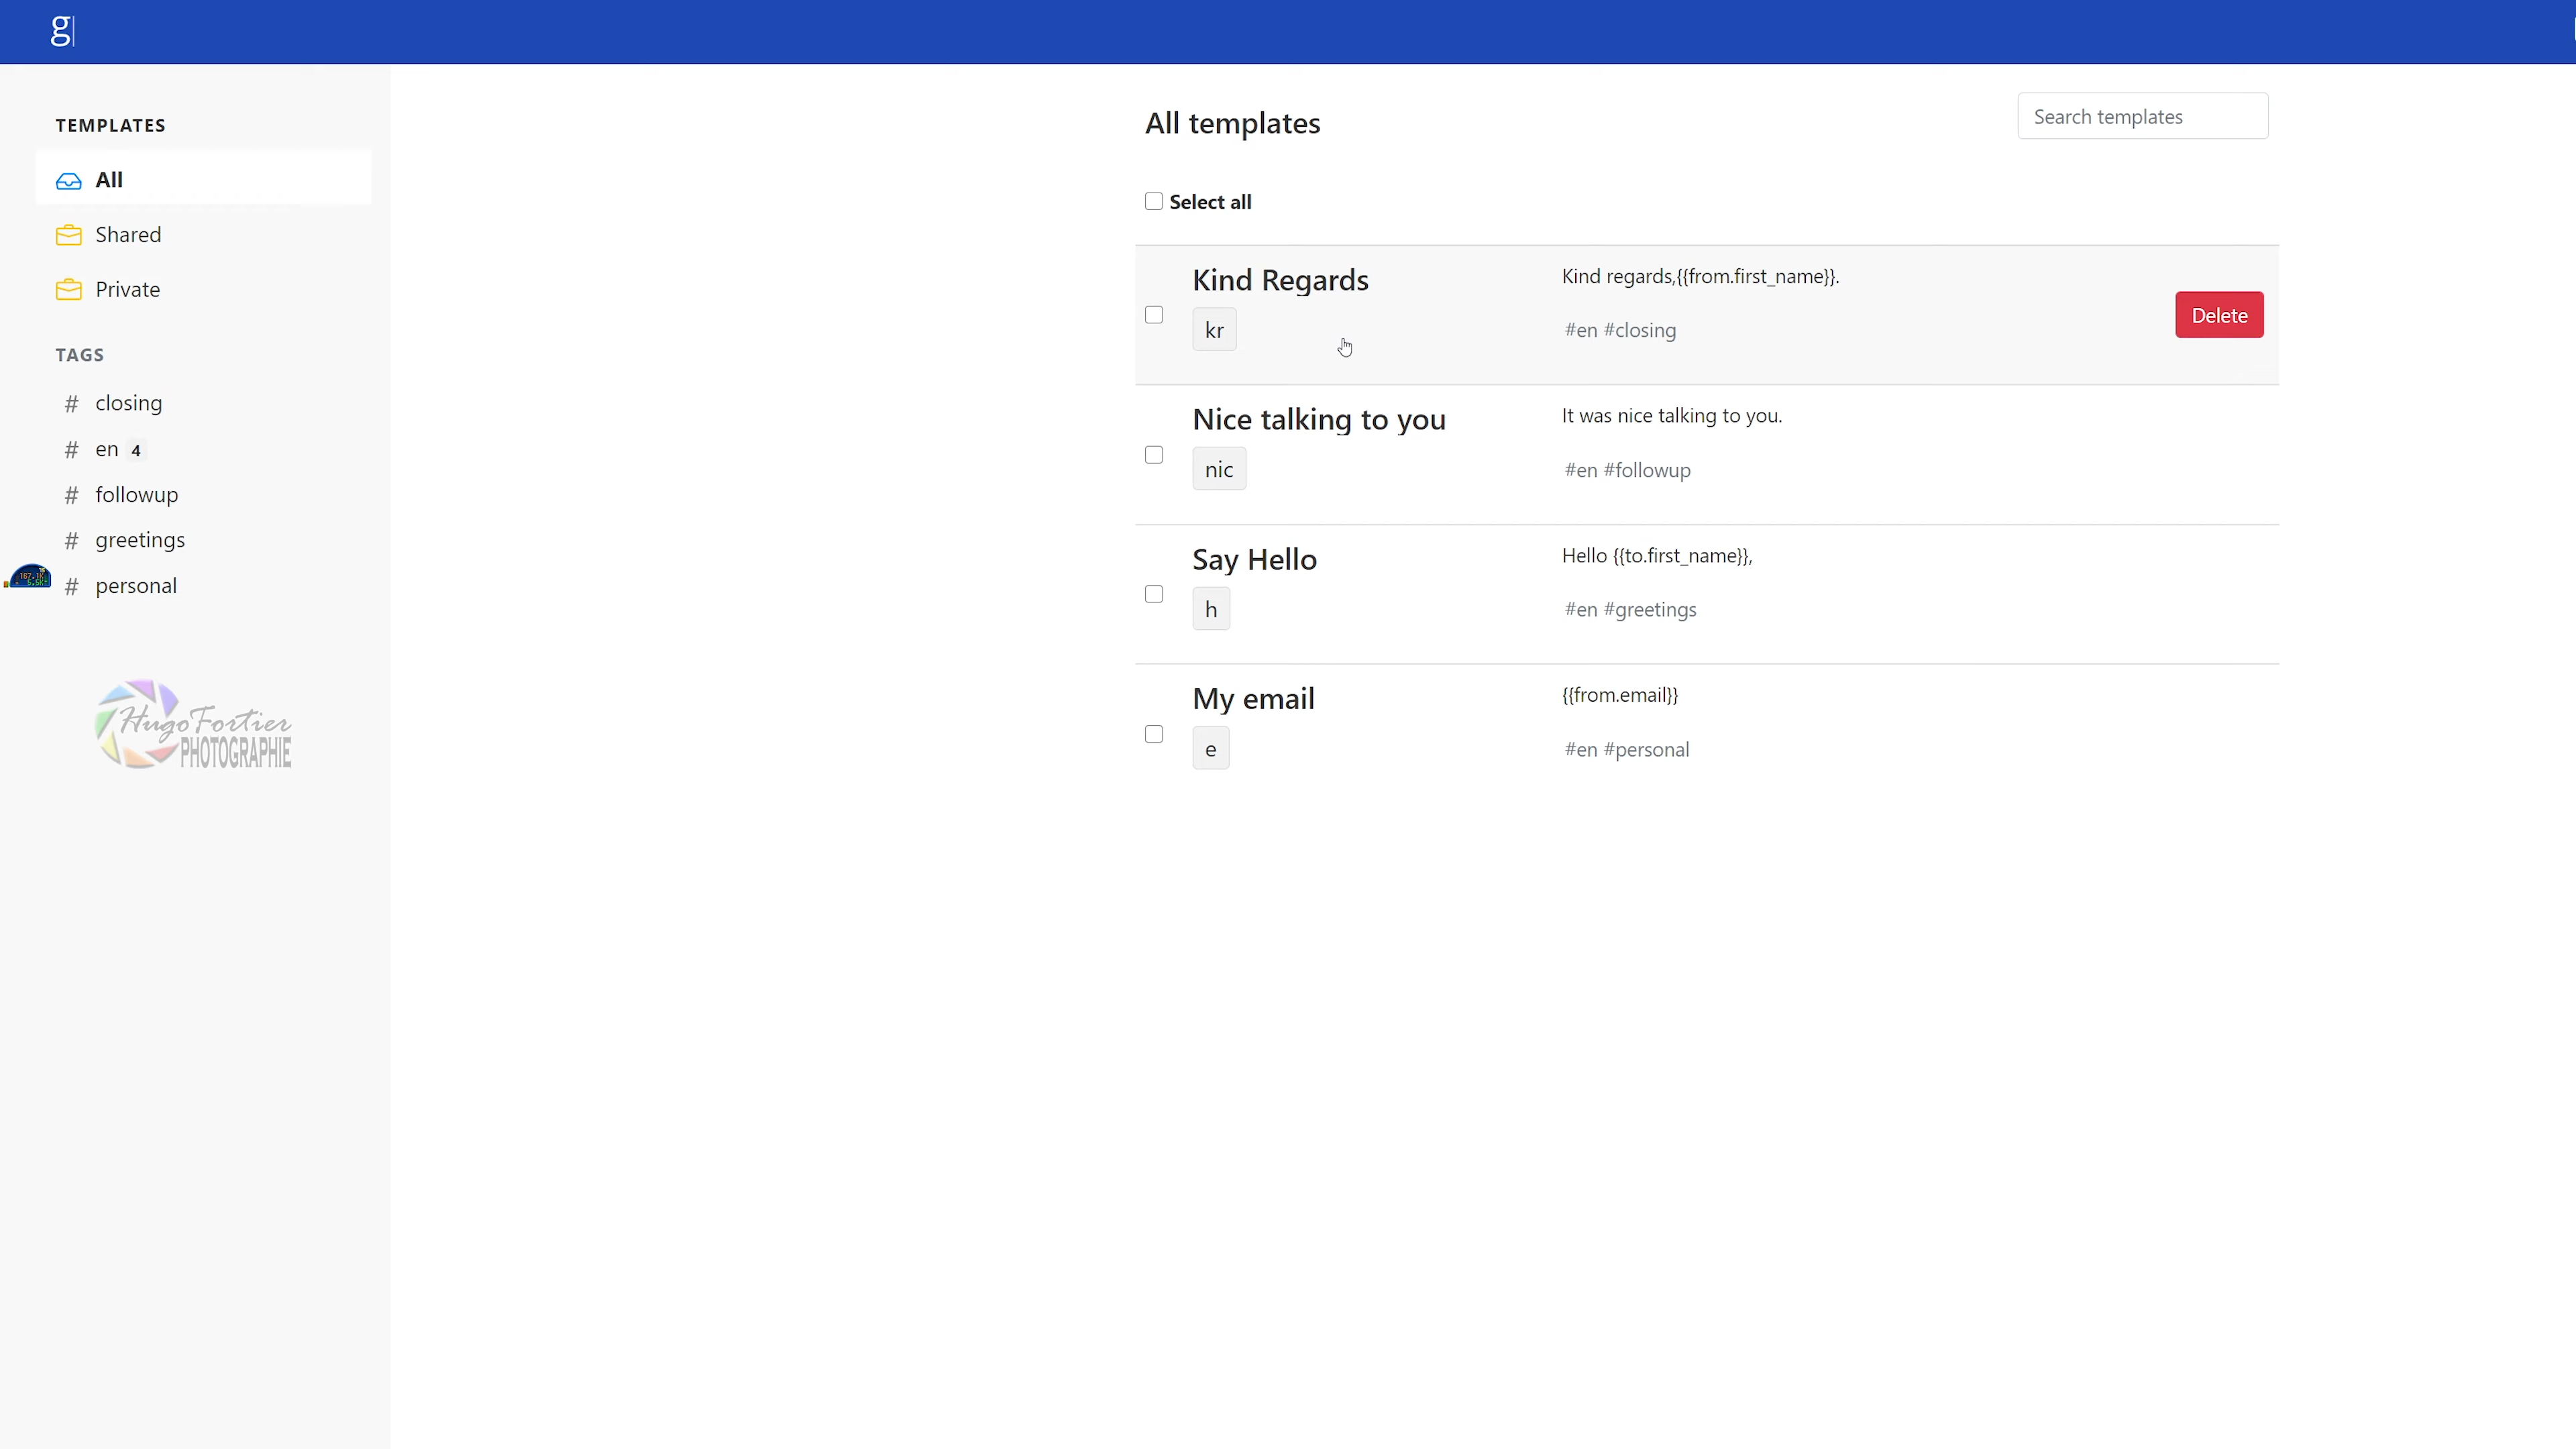 g|
TEMPLATES
All
Shared
Private
TAGS
# closing
# en 4
# followup
# greetings
# personal
HugoFortier
PHOTOGRAPHIE
All templates
Search templates
Select all
Kind Regards
kr
Kind regards,{{from.first_name}}.
#en #closing
Delete
Nice talking to you
nic
It was nice talking to you.
#en #followup
Say Hello
h
Hello {{to.first_name}},
#en #greetings
My email
e
{{from.email}}
#en #personal